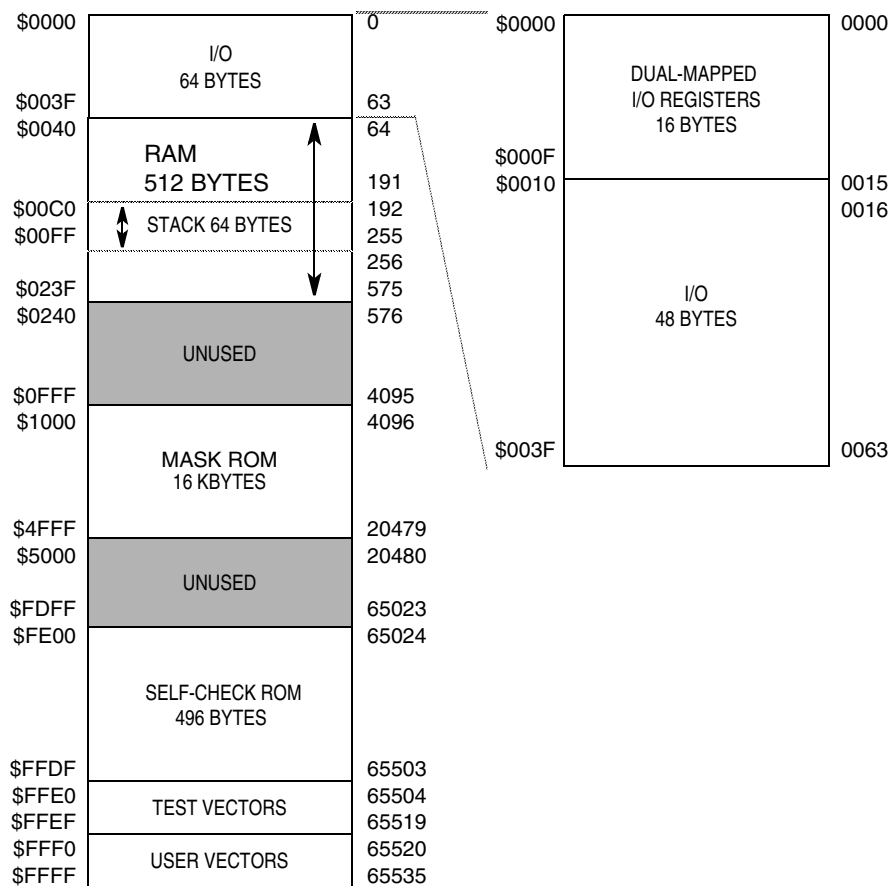 $0000 0 $0000 0000
I/O
64 BYTES
DUAL-MAPPED
I/O REGISTERS
16 BYTES
$003F 63
$0040 64
RAM
512 BYTES
$000F
191 $0010 0015
$00C0 192 0016
STACK 64 BYTES
$00FF 255
256
$023F 575
I/O
48 BYTES
$0240 576
UNUSED
$0FFF 4095
$1000 4096
$003F 0063
MASK ROM
16 KBYTES
$4FFF 20479
$5000 20480
UNUSED
$FDFF 65023
$FE00 65024
SELF-CHECK ROM
496 BYTES
$FFDF 65503
$FFE0 65504
TEST VECTORS
$FFEF 65519
$FFF0 65520
USER VECTORS
$FFFF 65535